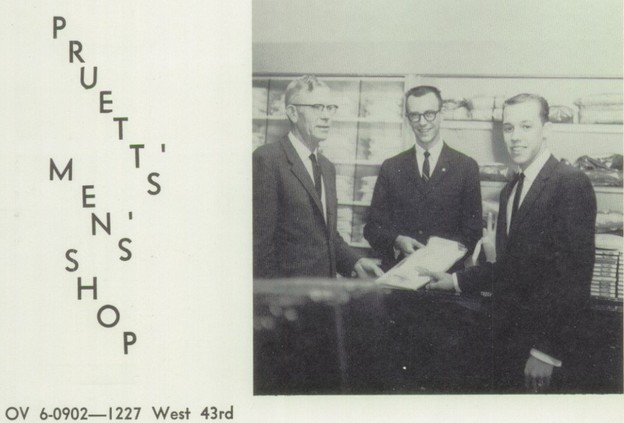 PRUETT'S
MEN'S
SHOP
OV 6-0902—1227 West 43rd